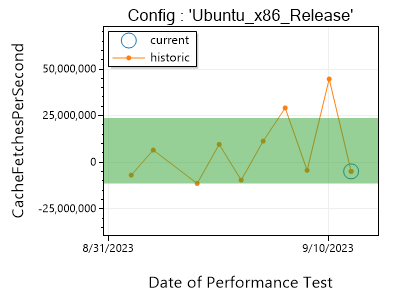 Config : 'Ubuntu_x86_Release'
current
historic
CacheFetchesPerSecond
50,000,000
25,000,000
0
-25,000,000
8/31/2023
9/10/2023
Date of Performance Test